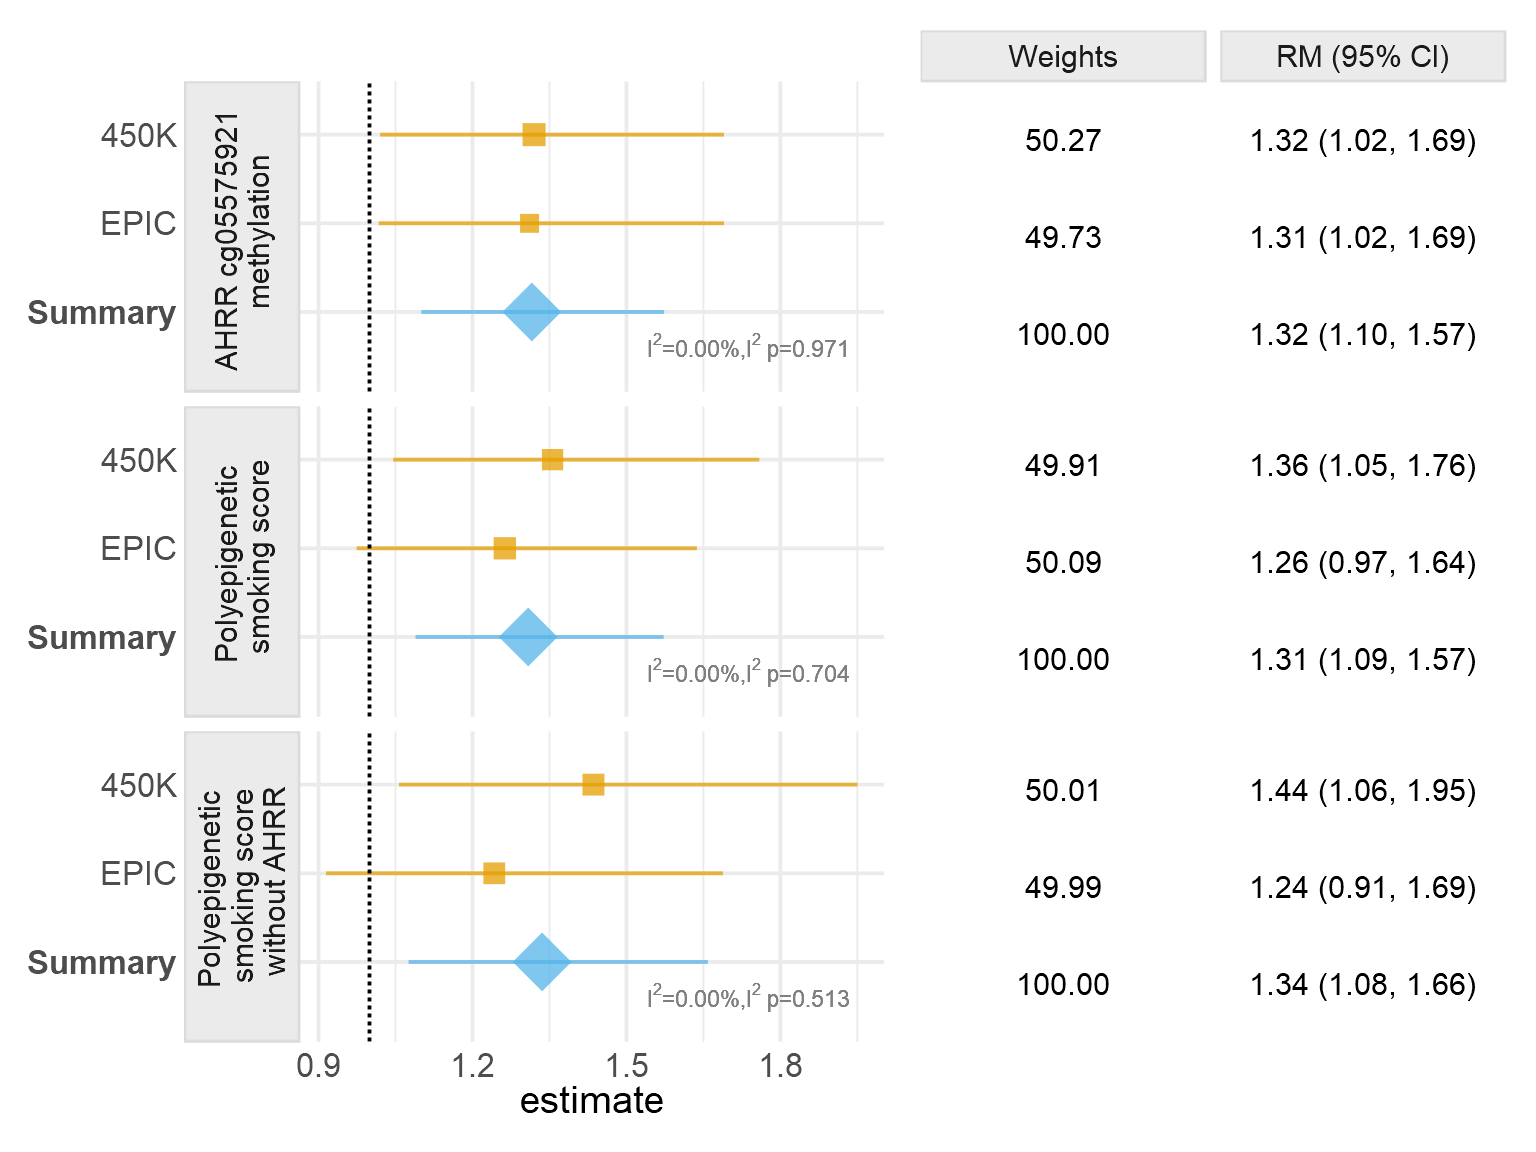 Weights RM (95% CI)
AHRR cg05575921
methylation
450K 50.27 1.32 (1.02, 1.69)
EPIC 49.73 1.31 (1.02, 1.69)
Summary 100.00 1.32 (1.10, 1.57)
I²=0.00%,I² p=0.971
Polyepigenetic
smoking score
450K 49.91 1.36 (1.05, 1.76)
EPIC 50.09 1.26 (0.97, 1.64)
Summary 100.00 1.31 (1.09, 1.57)
I²=0.00%,I² p=0.704
Polyepigenetic
smoking score
without AHRR
450K 50.01 1.44 (1.06, 1.95)
EPIC 49.99 1.24 (0.91, 1.69)
Summary 100.00 1.34 (1.08, 1.66)
I²=0.00%,I² p=0.513
0.9 1.2 1.5 1.8
estimate